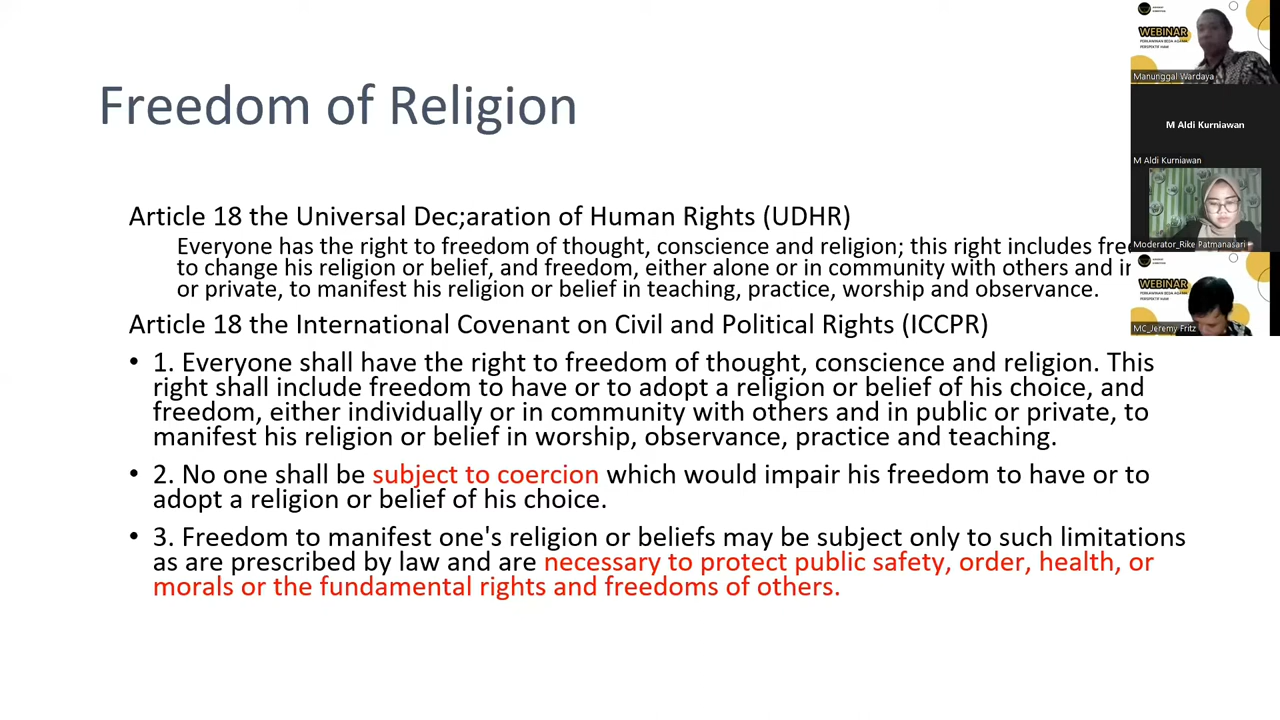 Freedom of Religion
Article 18 the Universal Dec;aration of Human Rights (UDHR)
Everyone has the right to freedom of thought, conscience and religion; this right includes
to change his religion or belief, and freedom, either alone or in community with others and
or private, to manifest his religion or belief in teaching, practice, worship and observance.
Article 18 the International Covenant on Civil and Political Rights (ICCPR)
• 1. Everyone shall have the right to freedom of thought, conscience and religion. This
right shall include freedom to have or to adopt a religion or belief of his choice, and
freedom, either individually or in community with others and in public or private, to
manifest his religion or belief in worship, observance, practice and teaching.
• 2. No one shall be subject to coercion which would impair his freedom to have or to
adopt a religion or belief of his choice.
• 3. Freedom to manifest one's religion or beliefs may be subject only to such limitations
as are prescribed by law and are necessary to protect public safety, order, health, or
morals or the fundamental rights and freedoms of others.
WEBINAR
PERSPEKTIF HAM
Manunggal Wardaya
M Aldi Kurniawan
M Aldi Kurniawan
Moderator_Rike Patmanasari
WEBINAR
PERSPEKTIF HAM
MC_Jeremy Fritz